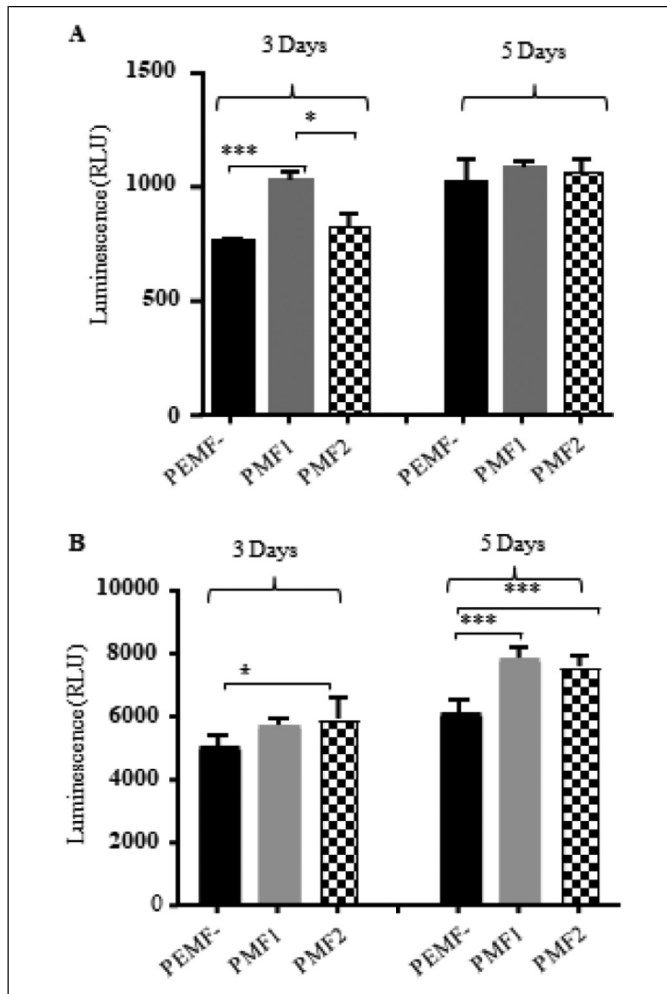 A
3 Days
5 Days
1500
*
***
Luminescence (RLU)
1000
500
0
PEMF-
PMF1
PMF2
PEMF-
PMF1
PMF2
B
3 Days
5 Days
10000
***
***
8000
*
Luminescence (RLU)
6000
4000
2000
0
PEMF-
PMF1
PMF2
PEMF-
PMF1
PMF2